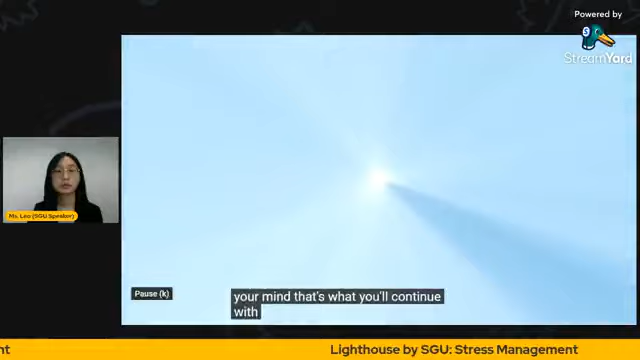 Powered by
StreamYard
Ms. Leo (SGU Speaker)
Pause (k)
your mind that's what you'll continue
with
nt
Lighthouse by SGU: Stress Management